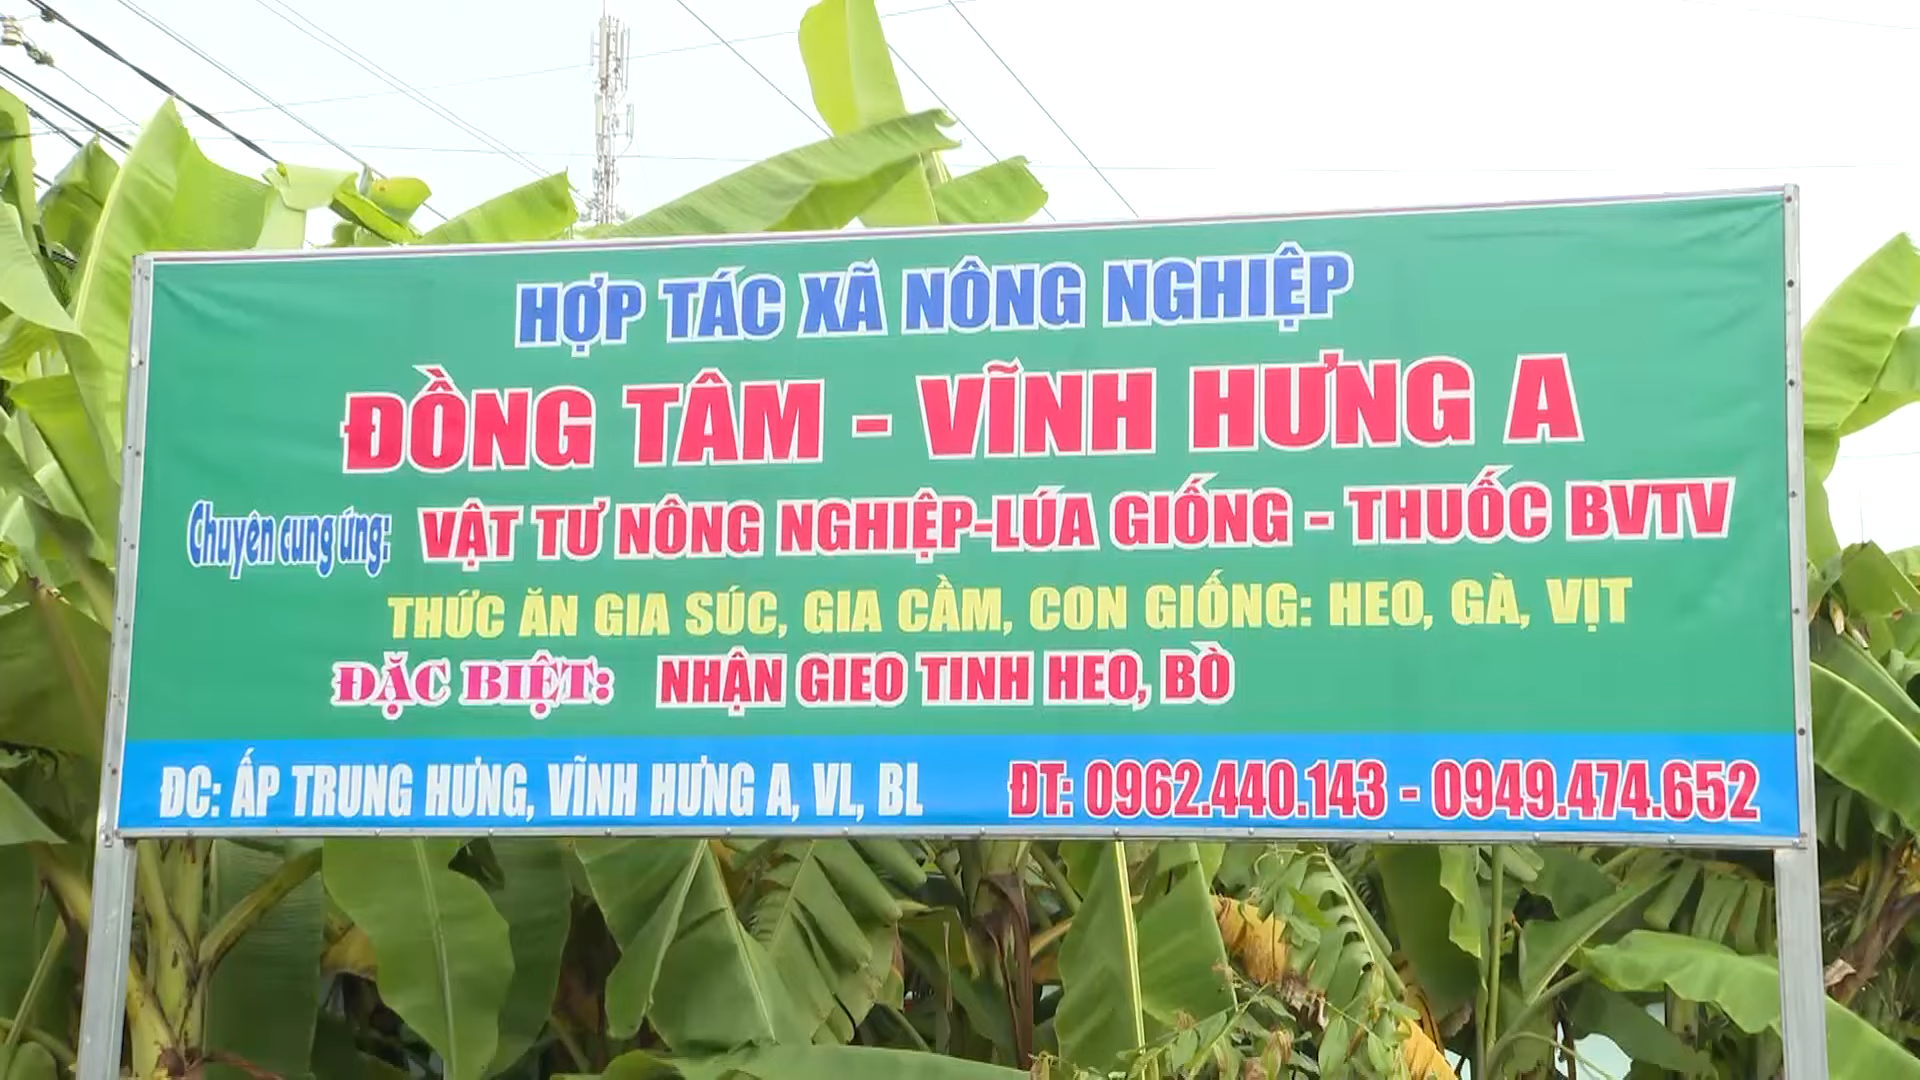 HỢP TÁC XÃ NÔNG NGHIỆP
ĐỒNG TÂM - VĨNH HƯNG A
Chuyên cung ứng: VẬT TƯ NÔNG NGHIỆP-LÚA GIỐNG - THUỐC BVTV
THỨC ĂN GIA SÚC, GIA CẦM, CON GIỐNG: HEO, GÀ, VỊT
ĐẶC BIỆT: NHẬN GIEO TINH HEO, BÒ
ĐC: ẤP TRUNG HƯNG, VĨNH HƯNG A, VL, BL ĐT: 0962.440.143 - 0949.474.652